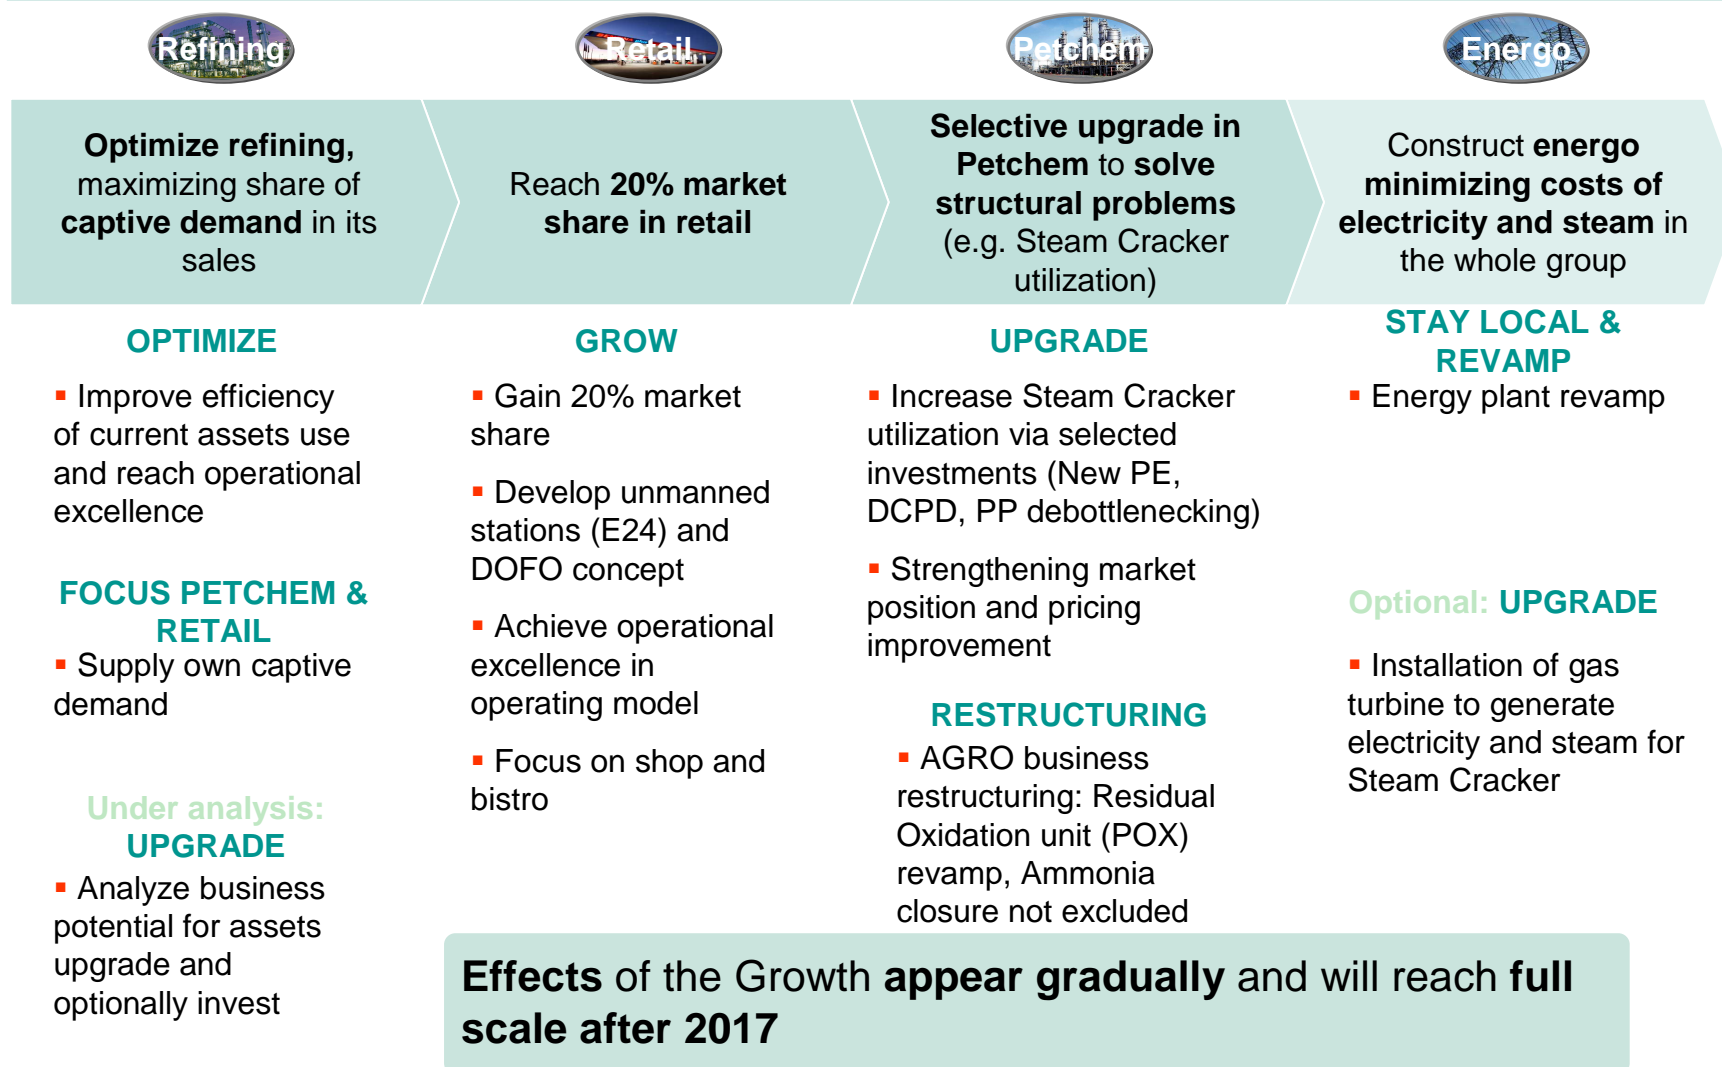 Refining
Retail
Petchem
Energo
Optimize refining,
maximizing share of
captive demand in its
sales
Reach 20% market
share in retail
Selective upgrade in
Petchem to solve
structural problems
(e.g. Steam Cracker
utilization)
Construct energo
minimizing costs of
electricity and steam in
the whole group
OPTIMIZE
▪ Improve efficiency
of current assets use
and reach operational
excellence
FOCUS PETCHEM &
RETAIL
▪ Supply own captive
demand
Under analysis:
UPGRADE
▪ Analyze business
potential for assets
upgrade and
optionally invest
GROW
▪ Gain 20% market
share
▪ Develop unmanned
stations (E24) and
DOFO concept
▪ Achieve operational
excellence in
operating model
▪ Focus on shop and
bistro
UPGRADE
▪ Increase Steam Cracker
utilization via selected
investments (New PE,
DCPD, PP debottlenecking)
▪ Strengthening market
position and pricing
improvement
RESTRUCTURING
▪ AGRO business
restructuring: Residual
Oxidation unit (POX)
revamp, Ammonia
closure not excluded
STAY LOCAL &
REVAMP
▪ Energy plant revamp
Optional: UPGRADE
▪ Installation of gas
turbine to generate
electricity and steam for
Steam Cracker
Effects of the Growth appear gradually and will reach full
scale after 2017